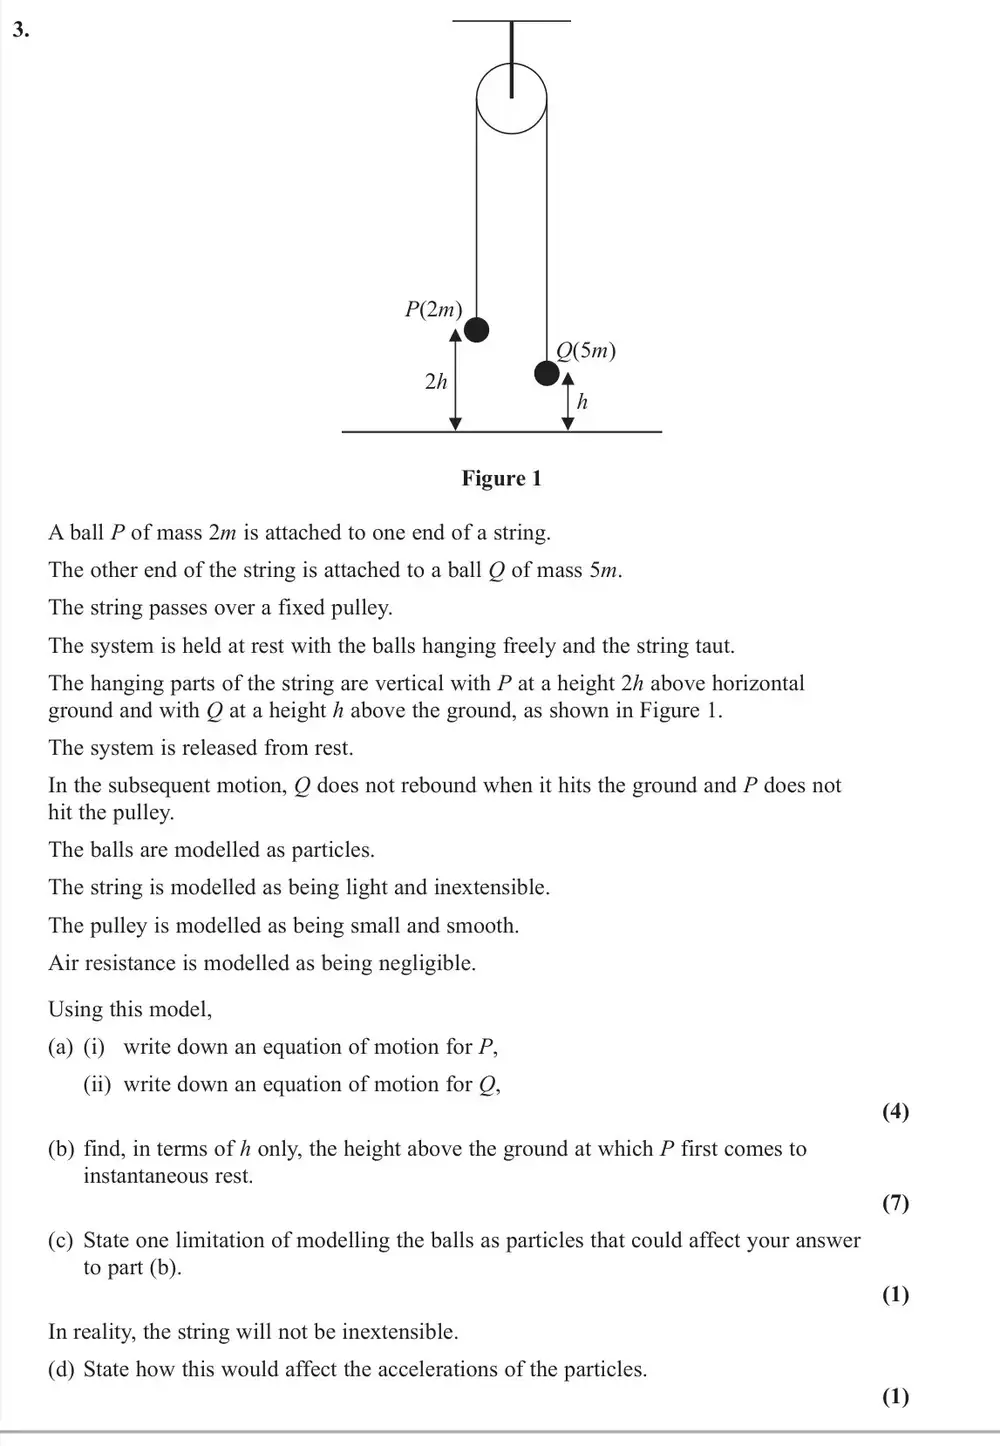 3.
P(2m)
Q(5m)
2h
h
Figure 1
A ball P of mass 2m is attached to one end of a string.
The other end of the string is attached to a ball Q of mass 5m.
The string passes over a fixed pulley.
The system is held at rest with the balls hanging freely and the string taut.
The hanging parts of the string are vertical with P at a height 2h above horizontal
ground and with Q at a height h above the ground, as shown in Figure 1.
The system is released from rest.
In the subsequent motion, Q does not rebound when it hits the ground and P does not
hit the pulley.
The balls are modelled as particles.
The string is modelled as being light and inextensible.
The pulley is modelled as being small and smooth.
Air resistance is modelled as being negligible.
Using this model,
(a) (i) write down an equation of motion for P,
(ii) write down an equation of motion for Q,
(4)
(b) find, in terms of h only, the height above the ground at which P first comes to
instantaneous rest.
(7)
(c) State one limitation of modelling the balls as particles that could affect your answer
to part (b).
(1)
In reality, the string will not be inextensible.
(d) State how this would affect the accelerations of the particles.
(1)